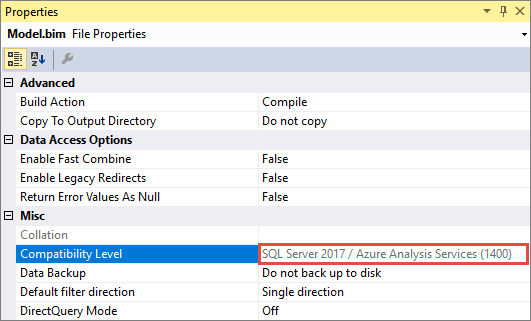 Properties
Model.bim File Properties
Advanced
Build Action Compile
Copy To Output Directory Do not copy
Data Access Options
Enable Fast Combine False
Enable Legacy Redirects False
Return Error Values As Null False
Misc
Collation
Compatibility Level SQL Server 2017 / Azure Analysis Services (1400)
Data Backup Do not back up to disk
Default filter direction Single direction
DirectQuery Mode Off